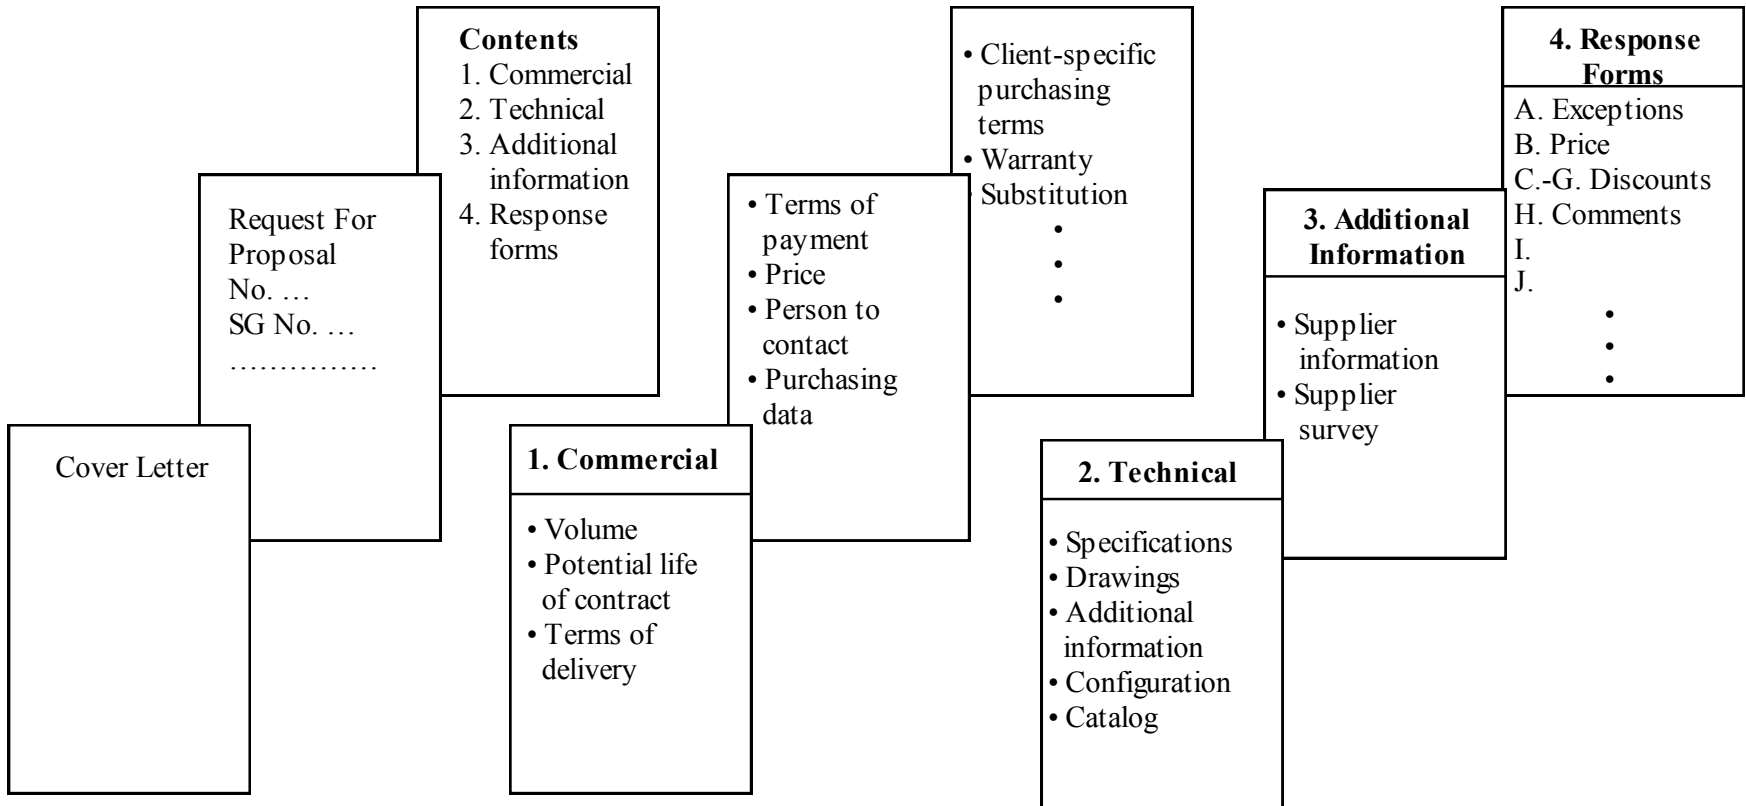 Cover Letter
Request For
Proposal
No. …
SG No. …
……………
Contents
1. Commercial
2. Technical
3. Additional
information
4. Response
forms
1. Commercial
• Volume
• Potential life
of contract
• Terms of
delivery
• Terms of
payment
• Price
• Person to
contact
• Purchasing
data
• Client-specific
purchasing
terms
• Warranty
• Substitution
•
•
•
2. Technical
• Specifications
• Drawings
• Additional
information
• Configuration
• Catalog
3. Additional
Information
• Supplier
information
• Supplier
survey
4. Response
Forms
A. Exceptions
B. Price
C.-G. Discounts
H. Comments
I.
J.
•
•
•